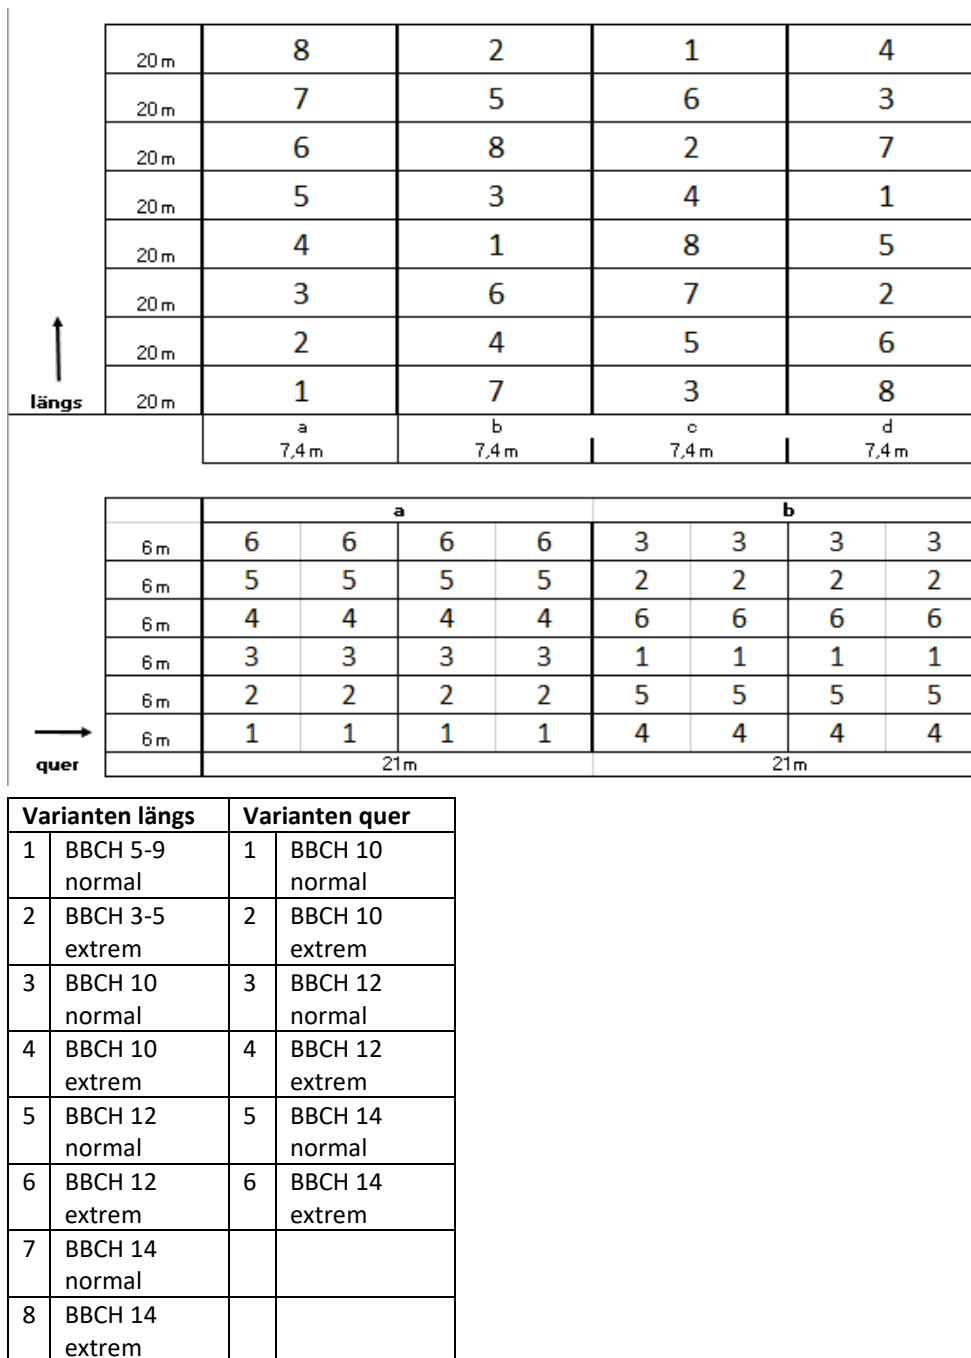 20 m 8 2 1 4
20 m 7 5 6 3
20 m 6 8 2 7
20 m 5 3 4 1
20 m 4 1 8 5
20 m 3 6 7 2
20 m 2 4 5 6
längs 20 m 1 7 3 8
a b c d
7,4 m 7,4 m 7,4 m 7,4 m
a b
6 m 6 6 6 6 3 3 3 3
6 m 5 5 5 5 2 2 2 2
6 m 4 4 4 4 6 6 6 6
6 m 3 3 3 3 1 1 1 1
6 m 2 2 2 2 5 5 5 5
6 m 1 1 1 1 4 4 4 4
quer 21m 21m
Varianten längs Varianten quer
1 BBCH 5-9 1 BBCH 10
normal normal
2 BBCH 3-5 2 BBCH 10
extrem extrem
3 BBCH 10 3 BBCH 12
normal normal
4 BBCH 10 4 BBCH 12
extrem extrem
5 BBCH 12 5 BBCH 14
normal normal
6 BBCH 12 6 BBCH 14
extrem extrem
7 BBCH 14
normal
8 BBCH 14
extrem